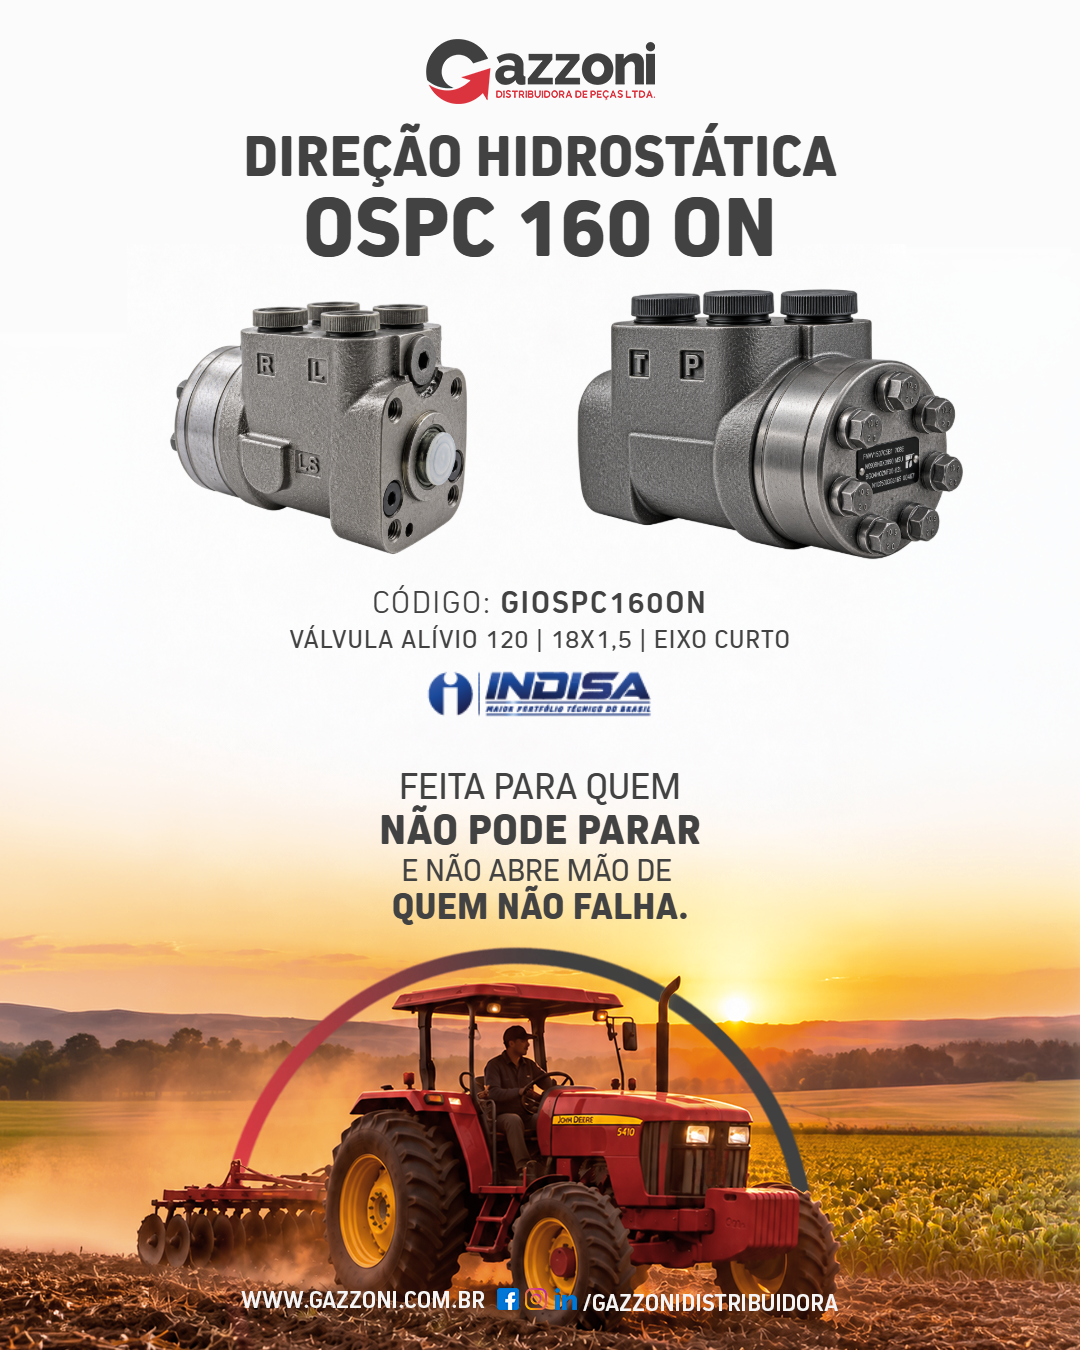 Gazzoni
DISTRIBUIDORA DE PEÇAS LTDA.
DIREÇÃO HIDROSTÁTICA
OSPC 160 ON
R L
LS
T P
CÓDIGO: GIOSPC160ON
VÁLVULA ALÍVIO 120 | 18X1,5 | EIXO CURTO
INDISA
MAIOR PORTFÓLIO TÉCNICO DO BRASIL
FEITA PARA QUEM
NÃO PODE PARAR
E NÃO ABRE MÃO DE
QUEM NÃO FALHA.
JOHN DEERE
5410
WWW.GAZZONI.COM.BR /GAZZONIDISTRIBUIDORA